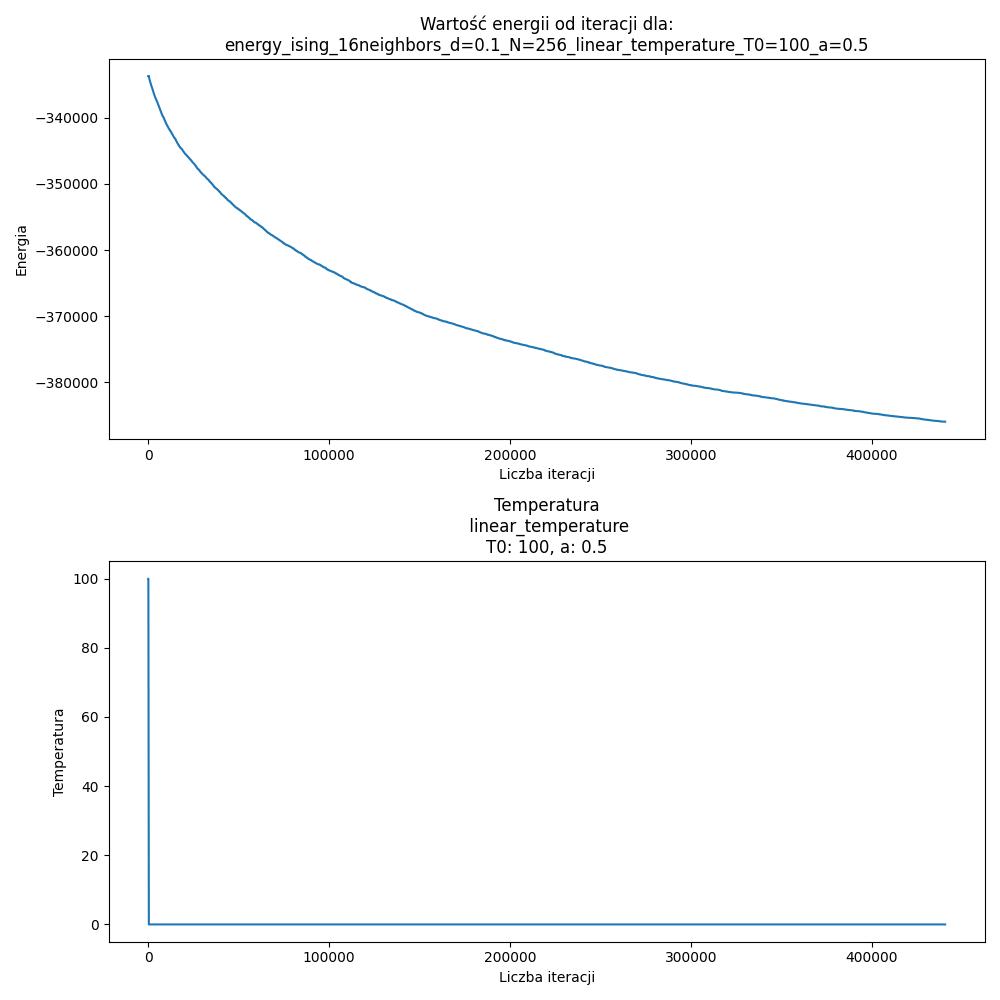 Wartość energii od iteracji dla:
energy_ising_16neighbors_d=0.1_N=256_linear_temperature_T0=100_a=0.5
−340000
−350000
−360000
−370000
−380000
Energia
0 100000 200000 300000 400000
Liczba iteracji
Temperatura
linear_temperature
T0: 100, a: 0.5
100
80
60
40
20
0
Temperatura
0 100000 200000 300000 400000
Liczba iteracji